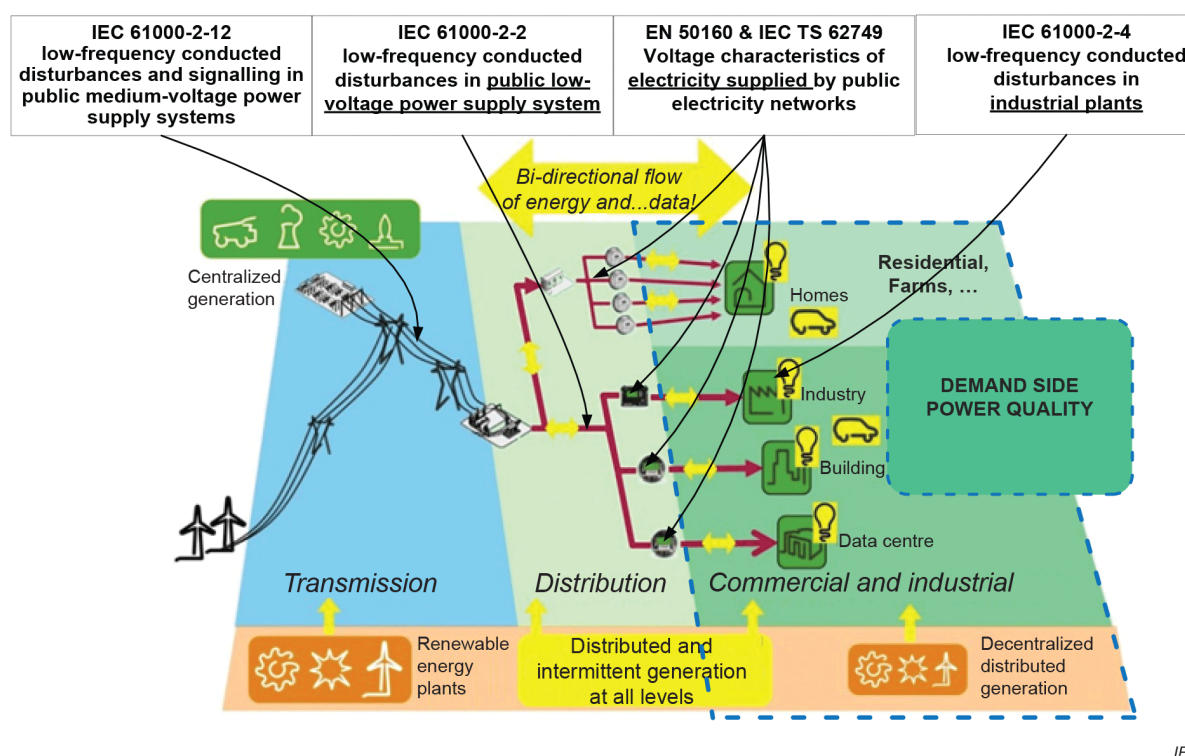 IEC 61000-2-12
low-frequency conducted
disturbances and signalling in
public medium-voltage power
supply systems
IEC 61000-2-2
low-frequency conducted
disturbances in public low-
voltage power supply system
EN 50160 & IEC TS 62749
Voltage characteristics of
electricity supplied by public
electricity networks
IEC 61000-2-4
low-frequency conducted
disturbances in
industrial plants
Bi-directional flow
of energy and...data!
Centralized
generation
Residential,
Farms, …
Homes
Industry
DEMAND SIDE
POWER QUALITY
Building
Data centre
Transmission
Distribution
Commercial and industrial
Renewable
energy
plants
Distributed and
intermittent generation
at all levels
Decentralized
distributed
generation